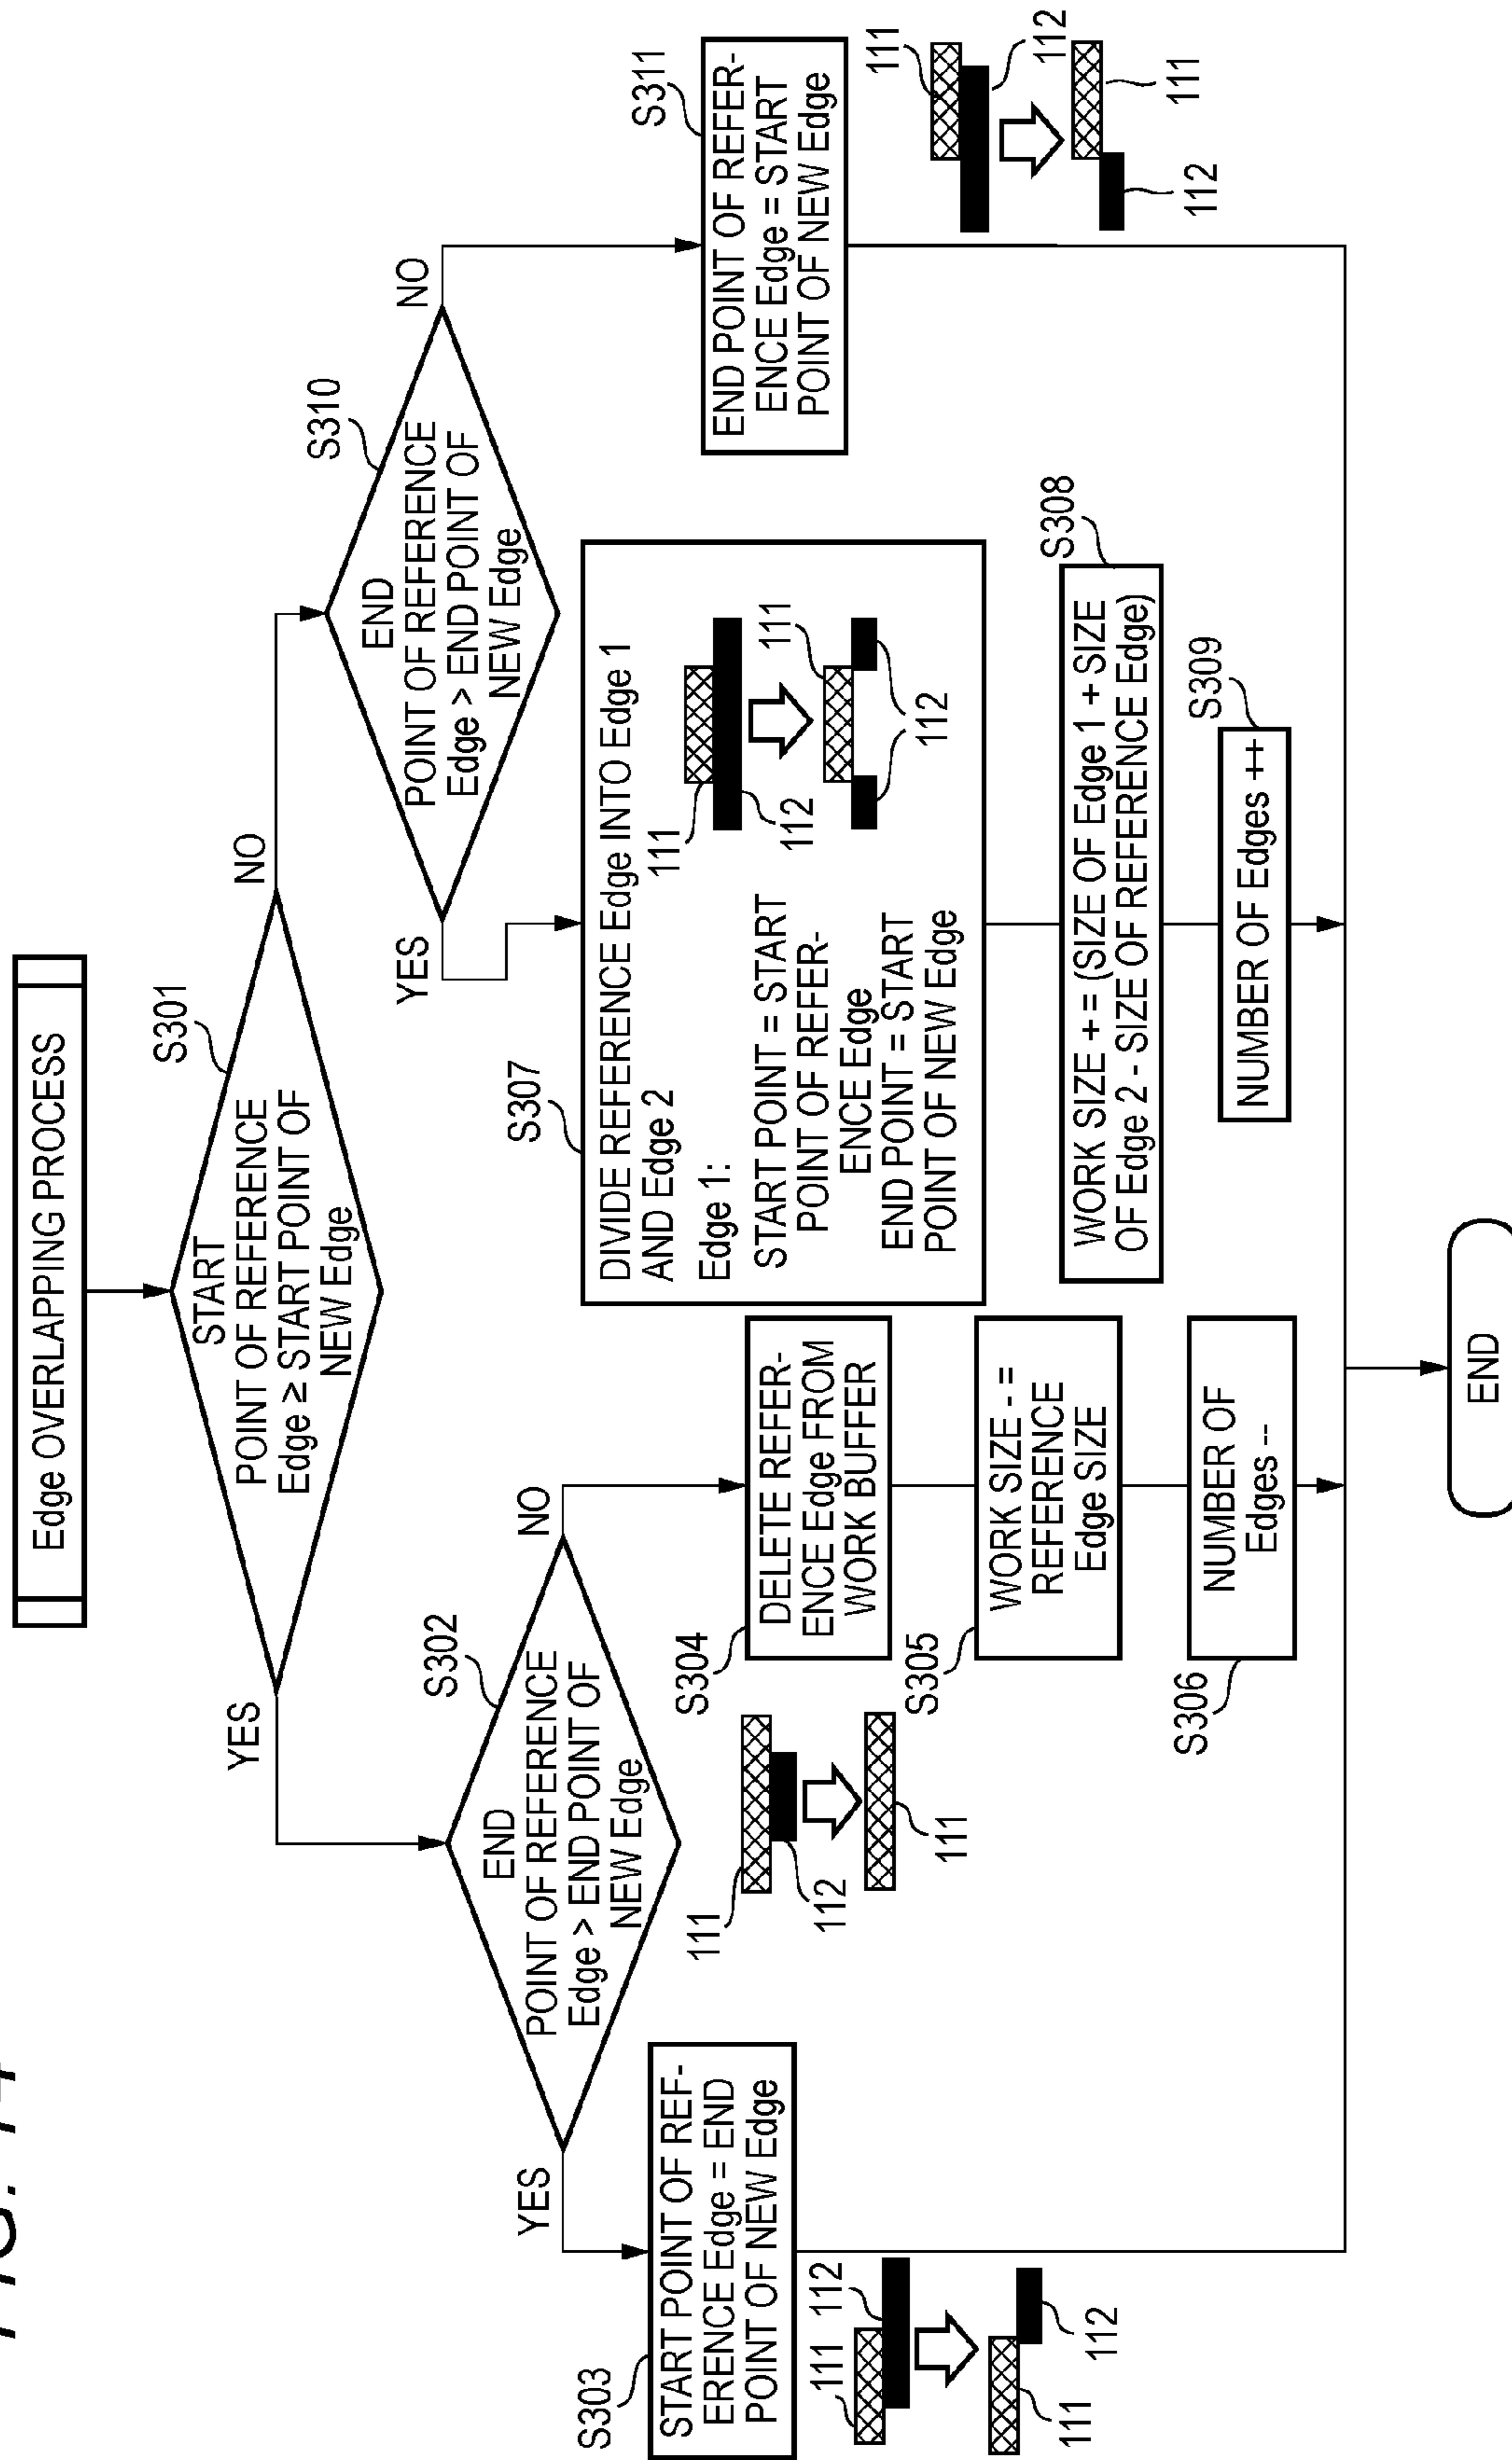 Edge OVERLAPPING PROCESS
S301
START
POINT OF REFERENCE
Edge ≥ START POINT OF
NEW Edge
YES
NO
S302
END
POINT OF REFERENCE
Edge > END POINT OF
NEW Edge
YES
NO
S303
START POINT OF REF-
ERENCE Edge = END
POINT OF NEW Edge
111
112
111
112
111
112
111
S304
DELETE REFER-
ENCE Edge FROM
WORK BUFFER
S305
WORK SIZE - =
REFERENCE
Edge SIZE
S306
NUMBER OF
Edges --
S310
END
POINT OF REFERENCE
Edge > END POINT OF
NEW Edge
YES
NO
S307
DIVIDE REFERENCE Edge INTO Edge 1
AND Edge 2
Edge 1:
START POINT = START
POINT OF REFER-
ENCE Edge
END POINT = START
POINT OF NEW Edge
111
112
111
112
S308
WORK SIZE + = (SIZE OF Edge 1 + SIZE
OF Edge 2 - SIZE OF REFERENCE Edge)
S309
NUMBER OF Edges ++
S311
END POINT OF REFER-
ENCE Edge = START
POINT OF NEW Edge
111
112
111
112
END